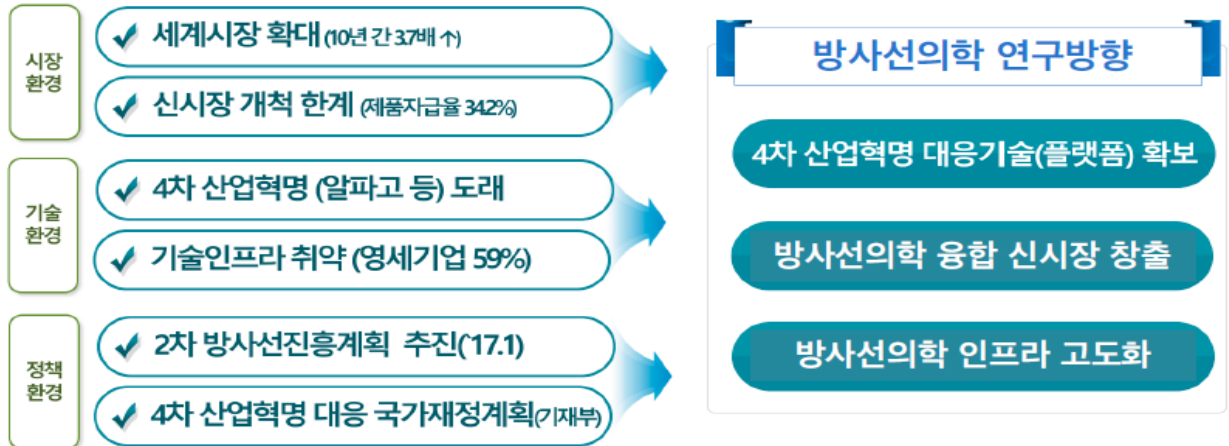 시장
환경
✔ 세계시장 확대 (10년 간 3.7배 ↑)
✔ 신시장 개척 한계 (제품자급율 34.2%)
기술
환경
✔ 4차 산업혁명 (알파고 등) 도래
✔ 기술인프라 취약 (영세기업 59%)
정책
환경
✔ 2차 방사선진흥계획 추진('17.1)
✔ 4차 산업혁명 대응 국가재정계획(기재부)
방사선의학 연구방향
4차 산업혁명 대응기술(플랫폼) 확보
방사선의학 융합 신시장 창출
방사선의학 인프라 고도화